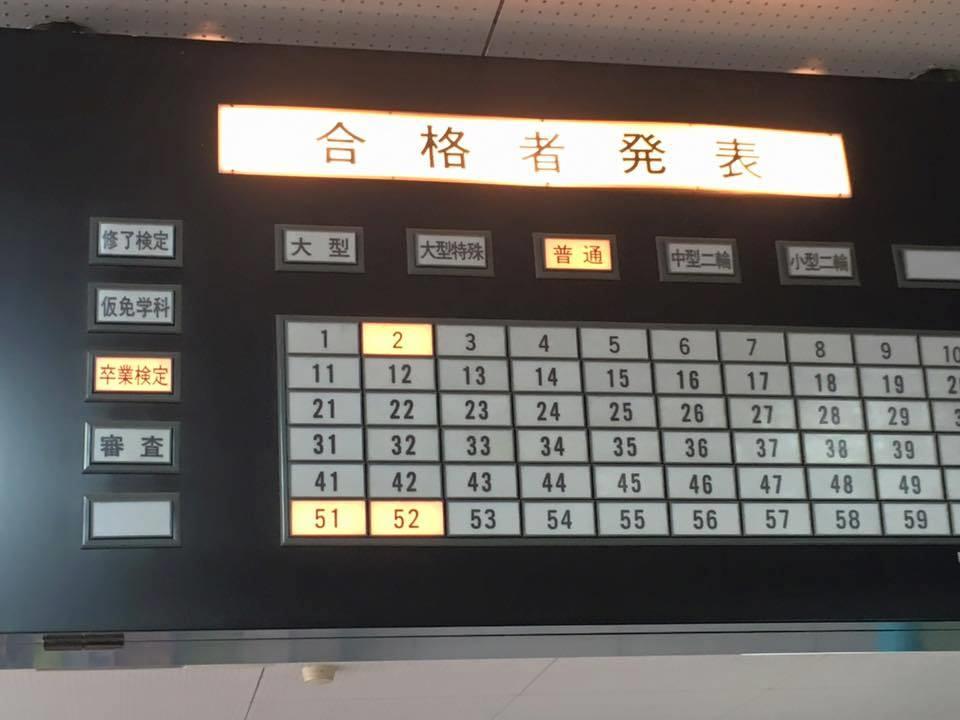 合格者発表
修了検定
大型 大型特殊 普通 中型二輪 小型二輪
仮免学科
卒業検定
審査
1 2 3 4 5 6 7 8 9 10
11 12 13 14 15 16 17 18 19
21 22 23 24 25 26 27 28 29
31 32 33 34 35 36 37 38 39
41 42 43 44 45 46 47 48 49
51 52 53 54 55 56 57 58 59